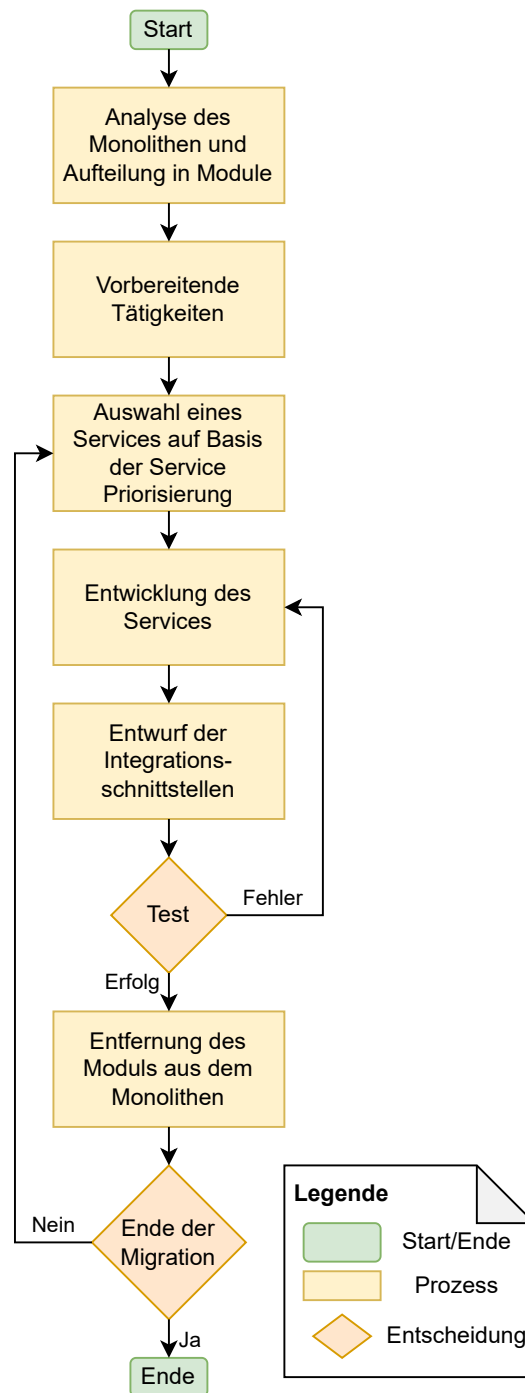 Start
Analyse des
Monolithen und
Aufteilung in Module
Vorbereitende
Tätigkeiten
Auswahl eines
Services auf Basis
der Service
Priorisierung
Entwicklung des
Services
Entwurf der
Integrations-
schnittstellen
Test
Fehler
Erfolg
Entfernung des
Moduls aus dem
Monolithen
Nein
Ende der
Migration
Ja
Ende
Legende
Start/Ende
Prozess
Entscheidung